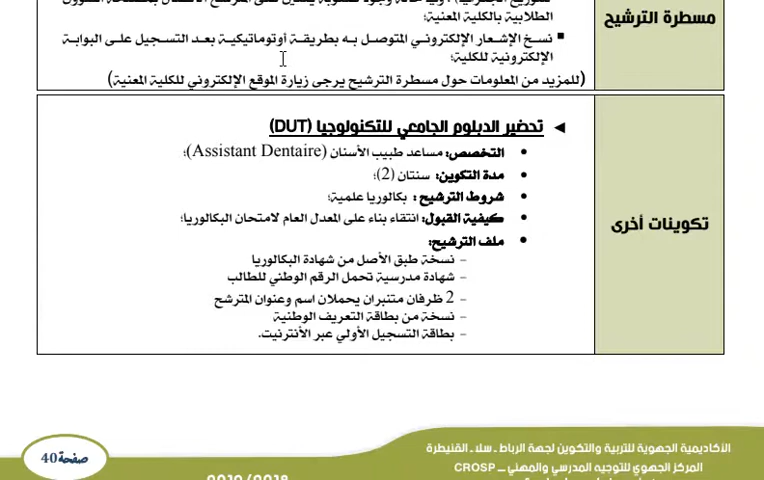 مسطرة الترشيح
الطلابية بالكلية المعنية؛
▪ نسخ الإشعار الإلكتروني المتوصل به بطريقة أوتوماتيكية بعد التسجيل على البوابة
الإلكترونية للكلية؛
(للمزيد من المعلومات حول مسطرة الترشيح يرجى زيارة الموقع الإلكتروني للكلية المعنية)
تكوينات أخرى
◄ تحضير الدبلوم الجامعي للتكنولوجيا (DUT)
• التخصص: مساعد طبيب الأسنان (Assistant Dentaire)؛
• مدة التكوين: سنتان (2)؛
• شروط الترشيح : بكالوريا علمية؛
• كيفية القبول: انتقاء بناء على المعدل العام لامتحان البكالوريا؛
• ملف الترشيح:
– نسخة طبق الأصل من شهادة البكالوريا
– شهادة مدرسية تحمل الرقم الوطني للطالب
– 2 ظرفان متنبران يحملان اسم وعنوان المترشح
– نسخة من بطاقة التعريف الوطنية
– بطاقة التسجيل الأولي عبر الأنترنيت.
الأكاديمية الجهوية للتربية والتكوين لجهة الرباط ـ سلا ـ القنيطرة
المركز الجهوي للتوجيه المدرسي والمهني ـ CROSP
صفحة 40